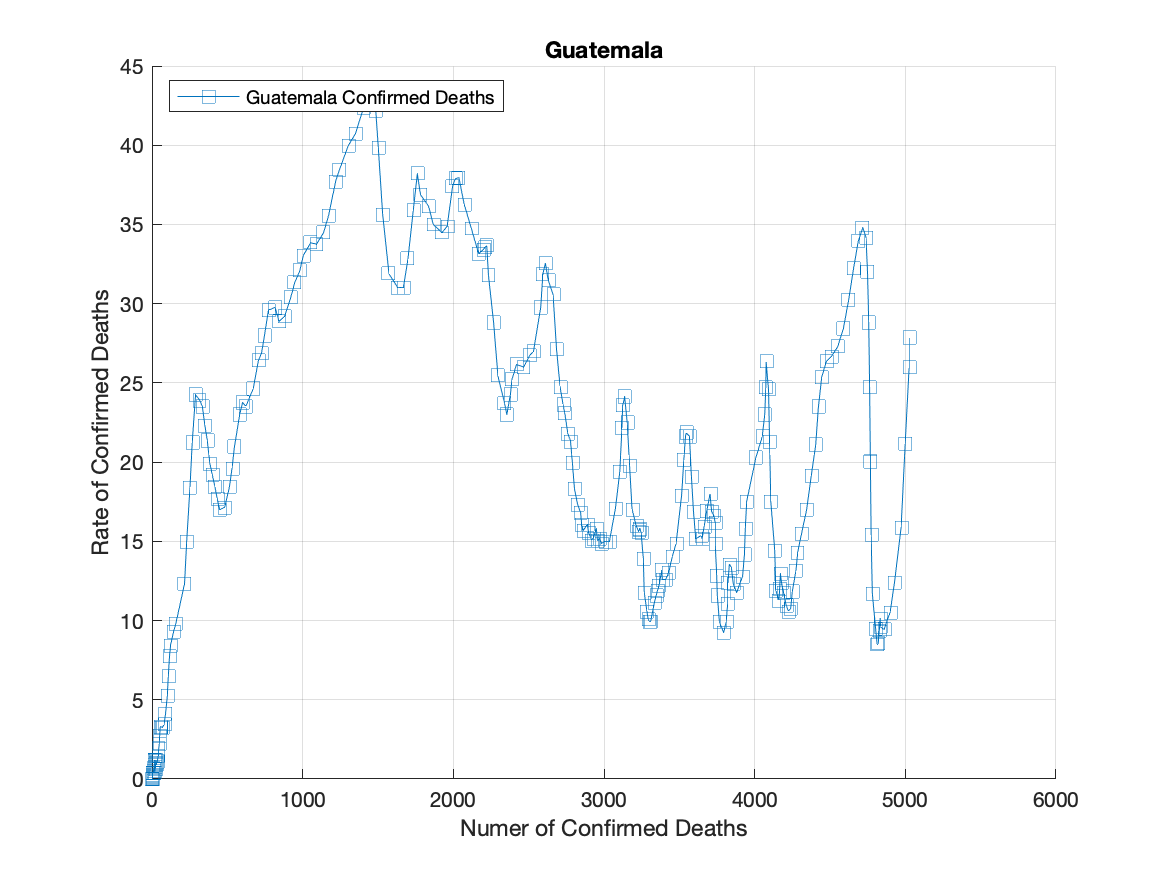 Guatemala
Guatemala Confirmed Deaths
45
40
35
30
25
20
15
10
5
0
Rate of Confirmed Deaths
0 1000 2000 3000 4000 5000 6000
Numer of Confirmed Deaths